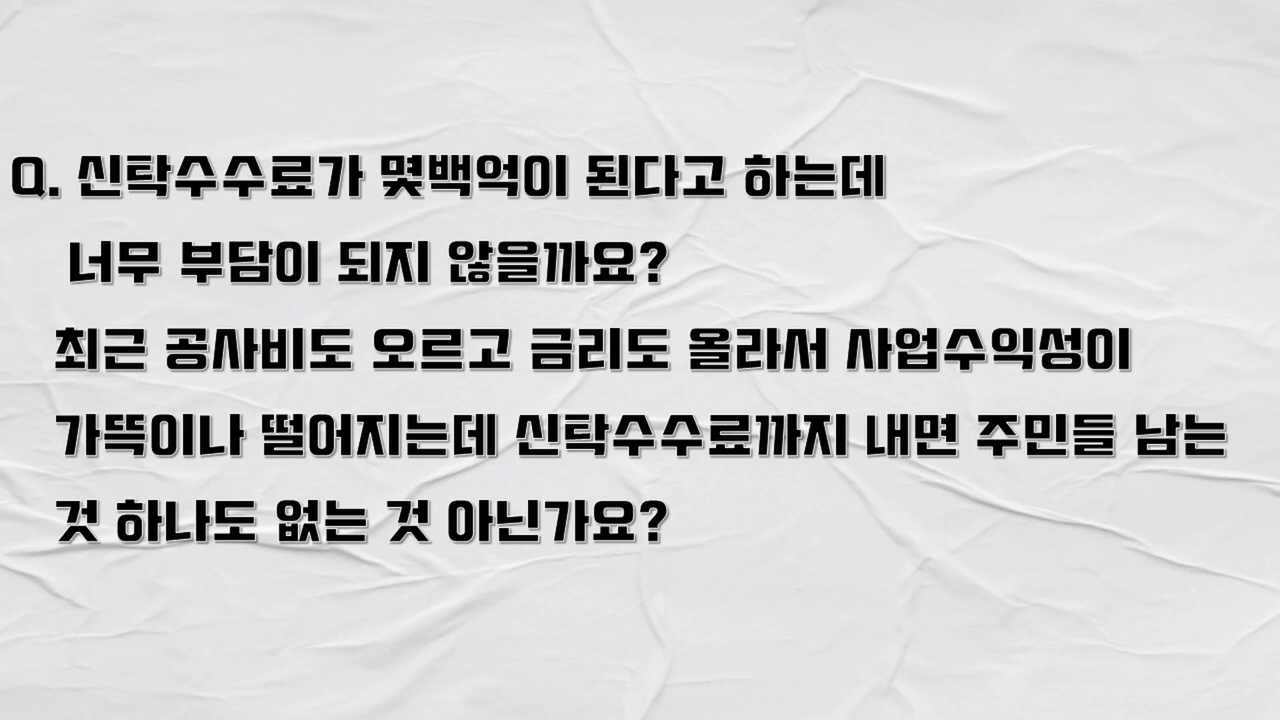 Q. 신탁수수료가 몇백억이 된다고 하는데
너무 부담이 되지 않을까요?
최근 공사비도 오르고 금리도 올라서 사업수익성이
가뜩이나 떨어지는데 신탁수수료까지 내면 주민들 남는
것 하나도 없는 것 아닌가요?